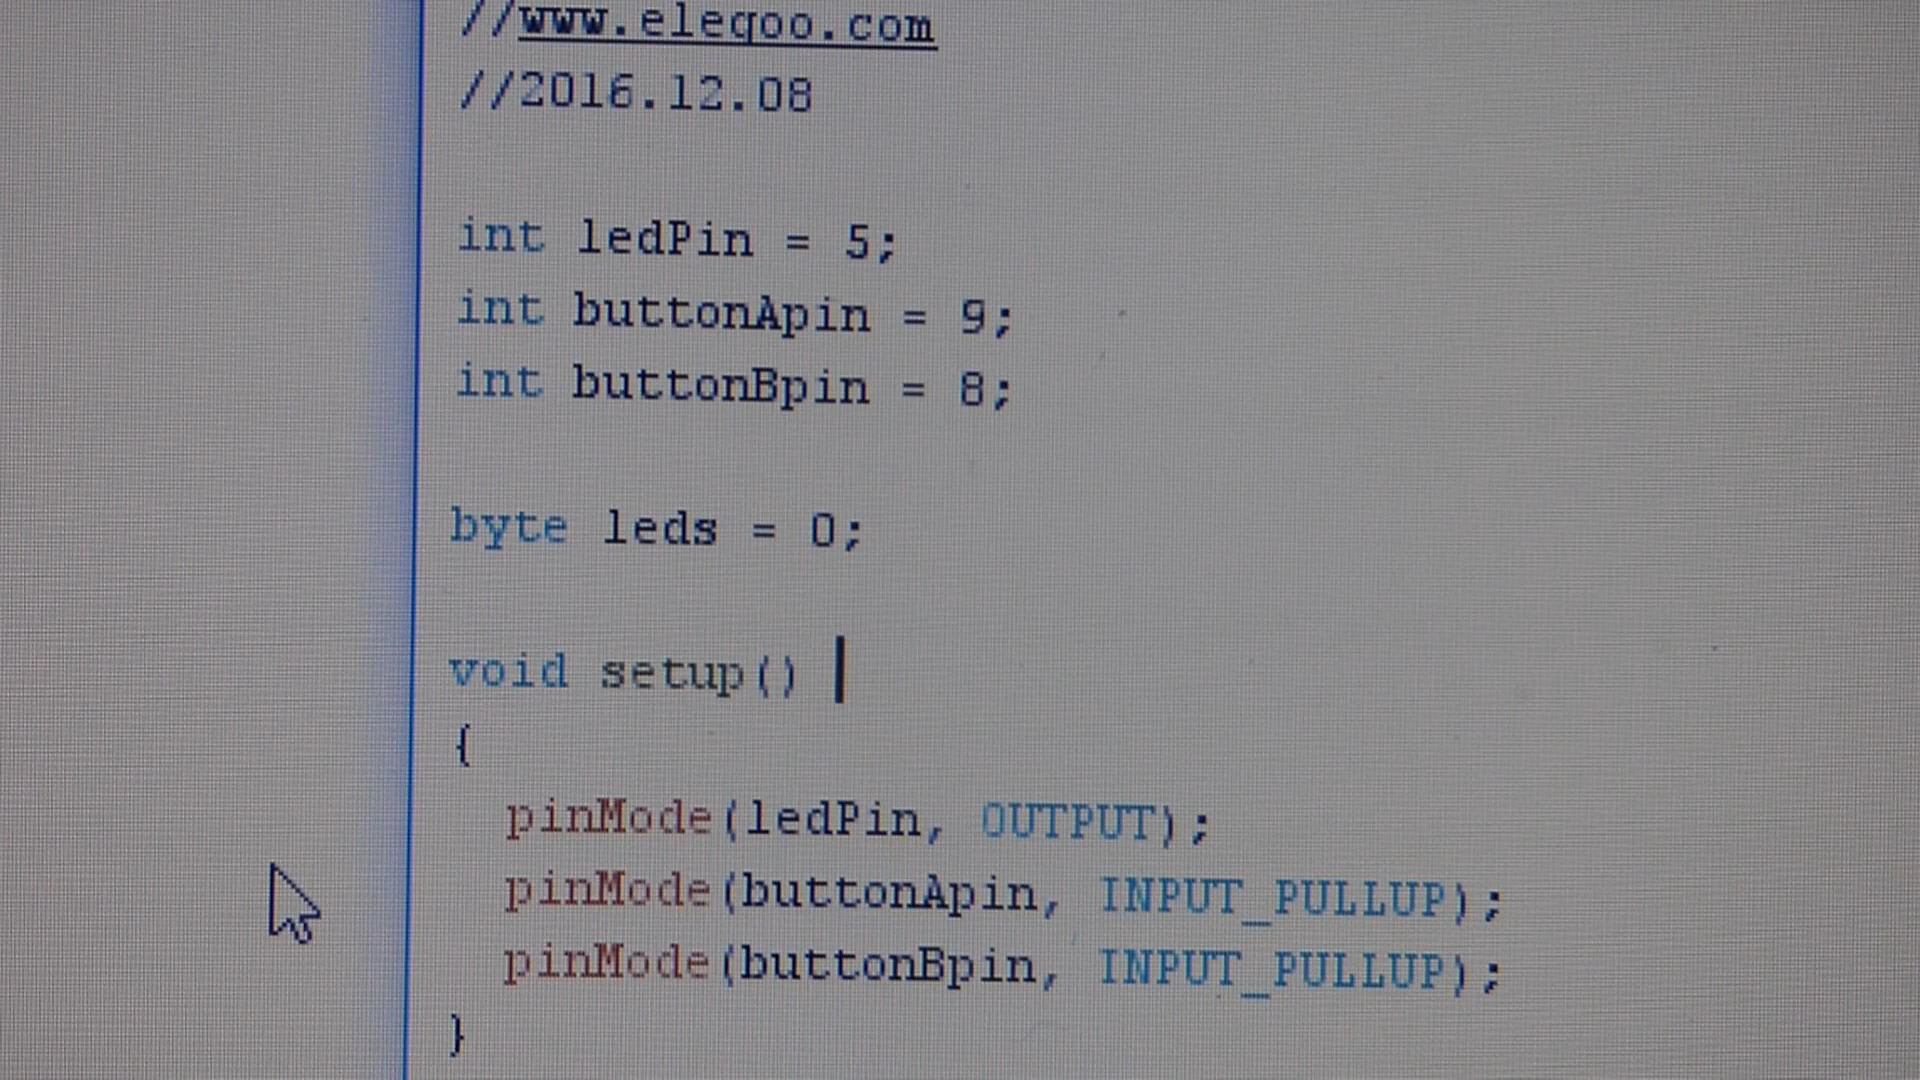 //www.elegoo.com
//2016.12.08
int ledPin = 5;
int buttonApin = 9;
int buttonBpin = 8;
byte leds = 0;
void setup()
{
pinMode(ledPin, OUTPUT);
pinMode(buttonApin, INPUT_PULLUP);
pinMode(buttonBpin, INPUT_PULLUP);
}